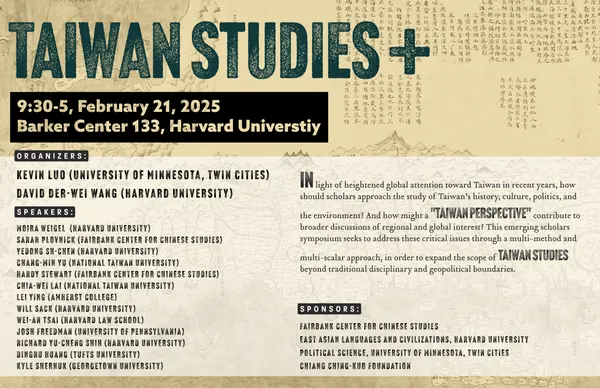 TAIWAN STUDIES +
9:30-5, February 21, 2025
Barker Center 133, Harvard Universtiy
ORGANIZERS:
KEVIN LUO (UNIVERSITY OF MINNESOTA, TWIN CITIES)
DAVID DER-WEI WANG (HARVARD UNIVERSITY)
SPEAKERS:
MOIRA WEIGEL (HARVARD UNIVERSITY)
SARAH PLOVNICK (FAIRBANK CENTER FOR CHINESE STUDIES)
YEDONG SH-CHEN (HARVARD UNIVERSITY)
CHANG-MIN YU (NATIONAL TAIWAN UNIVERSITY)
HARDY STEWART (FAIRBANK CENTER FOR CHINESE STUDIES)
CHIA-WEI LAI (NATIONAL TAIWAN UNIVERSITY)
LEI YING (AMHERST COLLEGE)
WILL SACK (HARVARD UNIVERSITY)
WEI-AN TSAI (HARVARD LAW SCHOOL)
JOSH FREEDMAN (UNIVERSITY OF PENNSYLVANIA)
RICHARD YU-CHENG SHIH (HARVARD UNIVERSITY)
DINGRU HUANG (TUFTS UNIVERSITY)
KYLE SHERNUK (GEORGETOWN UNIVERSITY)
IN light of heightened global attention toward Taiwan in recent years, how
should scholars approach the study of Taiwan's history, culture, politics, and
the environment? And how might a "TAIWAN PERSPECTIVE" contribute to
broader discussions of regional and global interest? This emerging scholars
symposium seeks to address these critical issues through a multi-method and
multi-scalar approach, in order to expand the scope of TAIWAN STUDIES
beyond traditional disciplinary and geopolitical boundaries.
SPONSORS:
FAIRBANK CENTER FOR CHINESE STUDIES
EAST ASIAN LANGUAGES AND CIVILIZATIONS, HARVARD UNIVERSITY
POLITICAL SCIENCE, UNIVERSITY OF MINNESOTA, TWIN CITIES
CHIANG CHING-KUO FOUNDATION